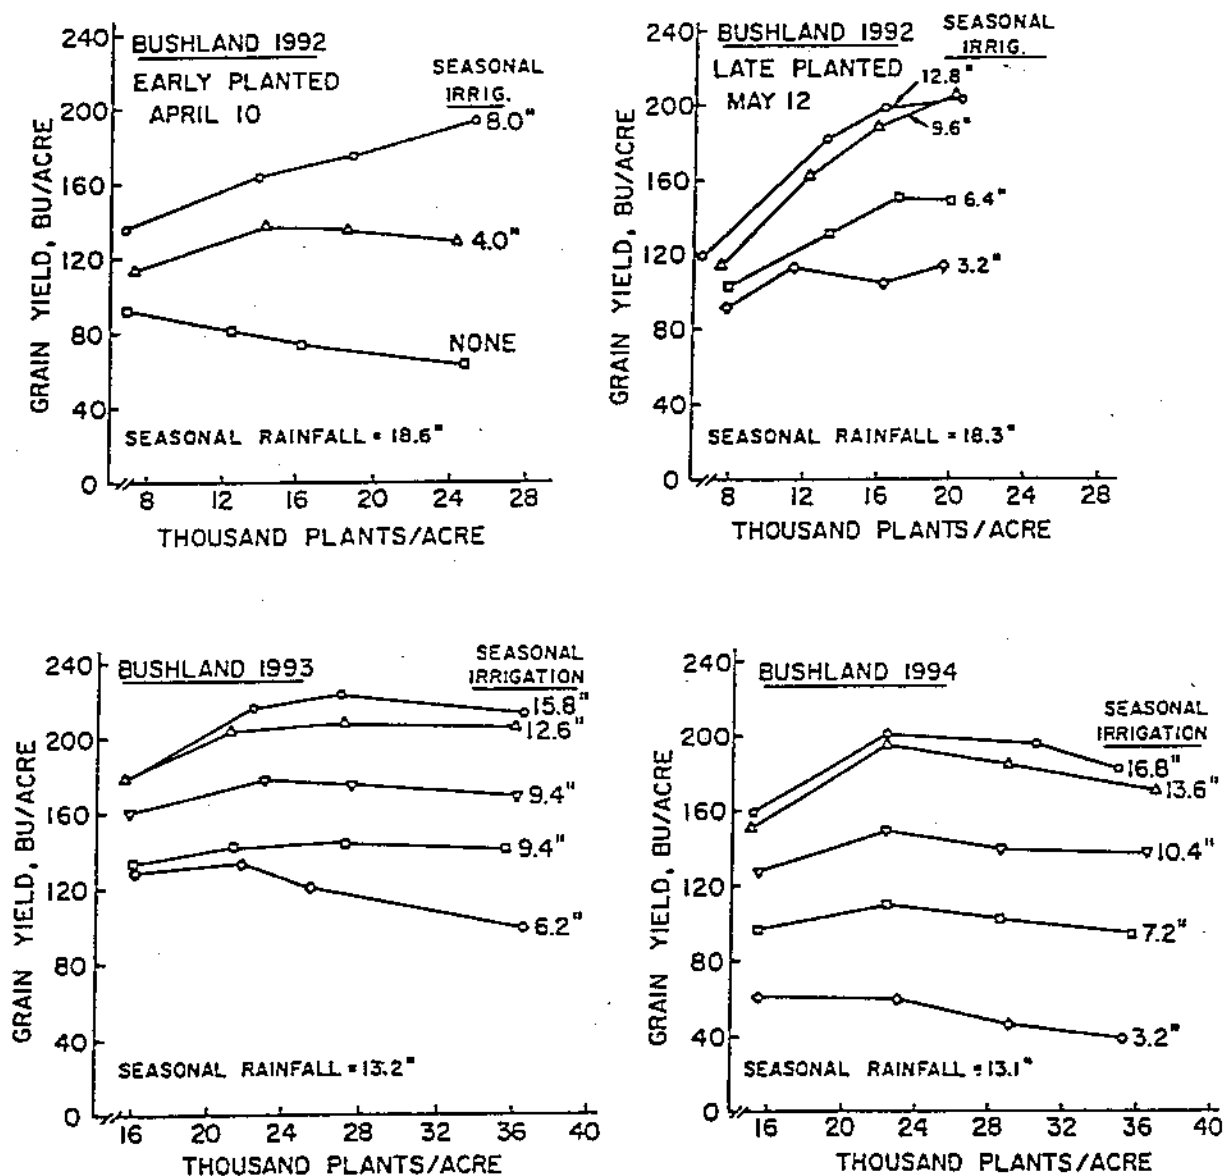 BUSHLAND 1992
EARLY PLANTED
APRIL 10
SEASONAL
IRRIG.
8.0"
4.0"
NONE
SEASONAL RAINFALL = 18.6"
GRAIN YIELD, BU/ACRE
240
200
160
120
80
40
0
8 12 16 20 24 28
THOUSAND PLANTS/ACRE
BUSHLAND 1992
LATE PLANTED
MAY 12
SEASONAL
IRRIG.
12.8"
9.6"
6.4"
3.2"
SEASONAL RAINFALL = 18.3"
GRAIN YIELD, BU/ACRE
240
200
160
120
80
40
0
8 12 16 20 24 28
THOUSAND PLANTS/ACRE
BUSHLAND 1993
SEASONAL
IRRIGATION
15.8"
12.6"
9.4"
9.4"
6.2"
SEASONAL RAINFALL = 13.2"
GRAIN YIELD, BU/ACRE
240
200
160
120
80
40
0
16 20 24 28 32 36 40
THOUSAND PLANTS/ACRE
BUSHLAND 1994
SEASONAL
IRRIGATION
16.8"
13.6"
10.4"
7.2"
3.2"
SEASONAL RAINFALL = 13.1"
GRAIN YIELD, BU/ACRE
240
200
160
120
80
40
0
16 20 24 28 32 36 40
THOUSAND PLANTS/ACRE